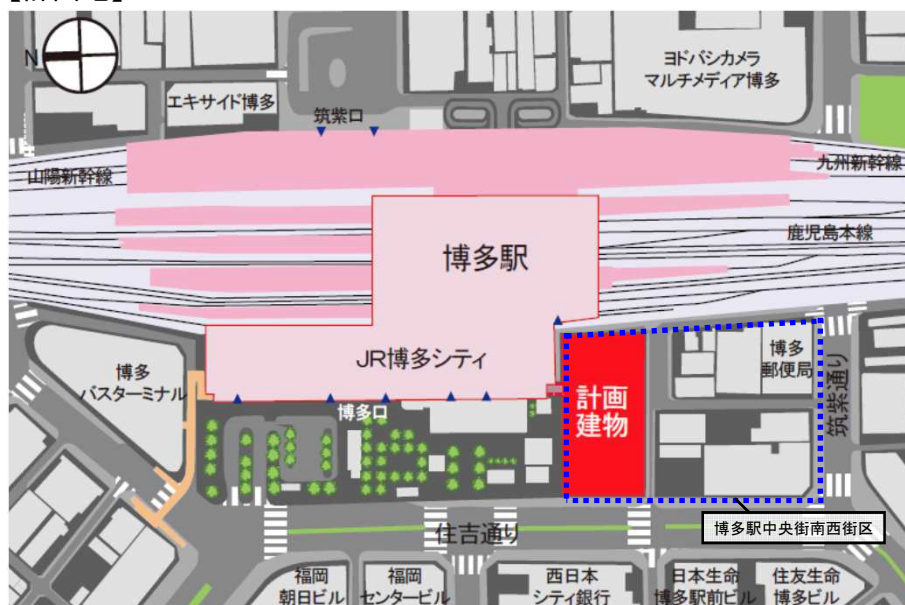 N
エキサイド博多
ヨドバシカメラ
マルチメディア博多
筑紫口
山陽新幹線
九州新幹線
鹿児島本線
博多駅
JR博多シティ
博多
バスターミナル
博多口
計画
建物
博多
郵便局
筑紫通り
博多駅中央街南西街区
住吉通り
福岡
朝日ビル
福岡
センタービル
西日本
シティ銀行
日本生命
博多駅前ビル
住友生命
博多ビル